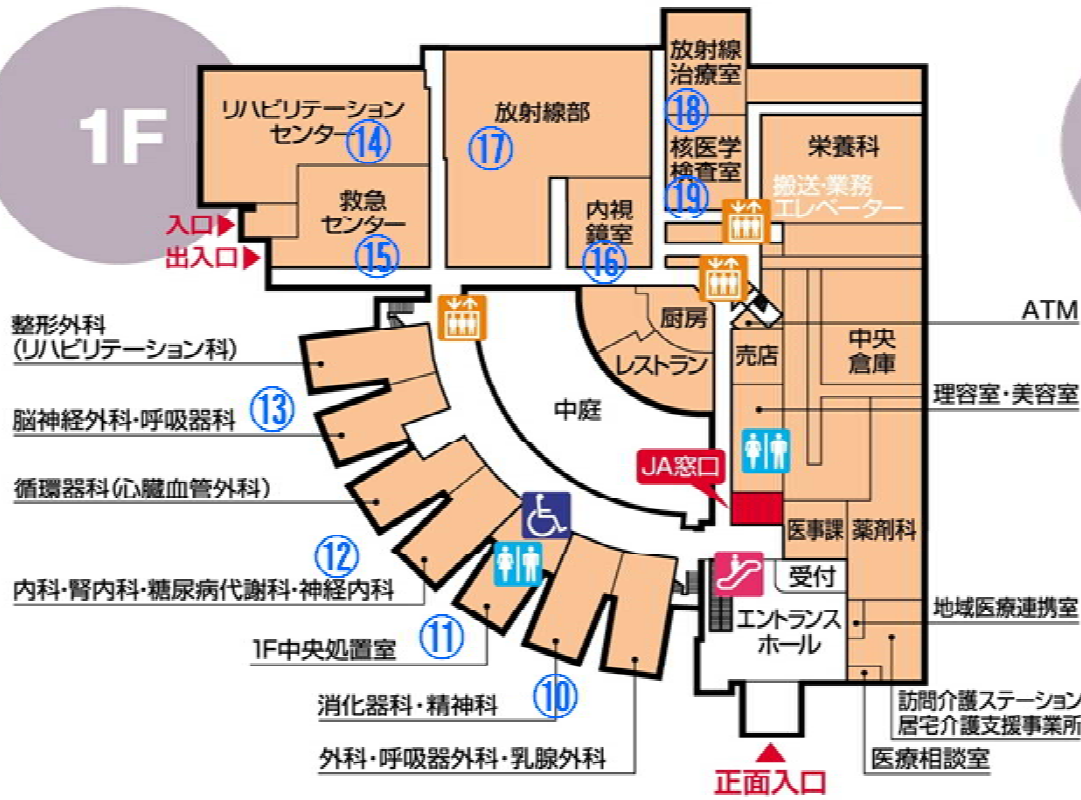 1F
リハビリテーション
センター
⑭
救急
センター
⑮
入口
出入口
放射線部
⑰
内視
鏡室
⑯
放射線
治療室
⑱
核医学
検査室
⑲
栄養科
搬送・業務
エレベーター
厨房
レストラン
売店
中央
倉庫
ATM
理容室・美容室
中庭
JA窓口
医事課
薬剤科
受付
エントランス
ホール
地域医療連携室
訪問介護ステーション
居宅介護支援事業所
医療相談室
正面入口
整形外科
(リハビリテーション科)
⑬
脳神経外科・呼吸器科
循環器科(心臓血管外科)
⑫
内科・腎内科・糖尿病代謝科・神経内科
1F中央処置室
⑪
消化器科・精神科
⑩
外科・呼吸器外科・乳腺外科